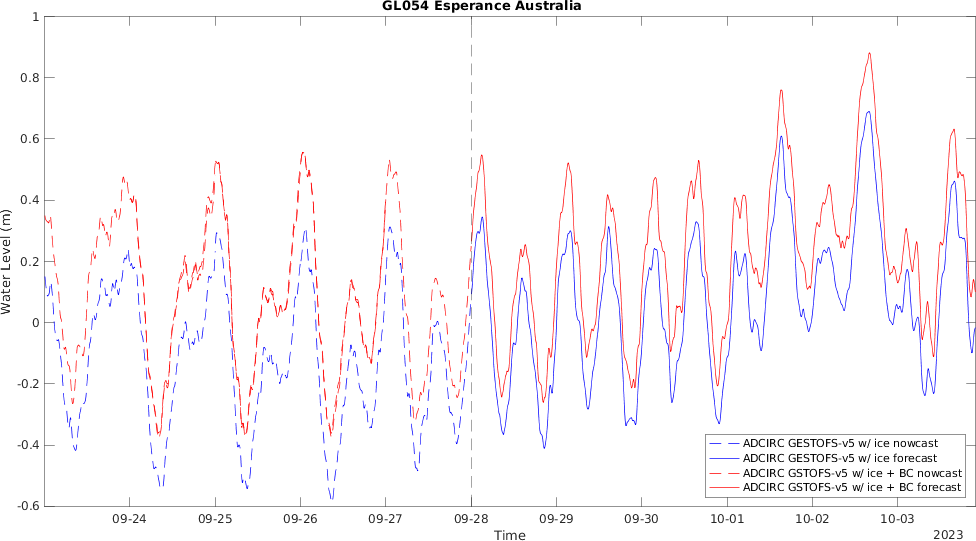 GL054 Esperance Australia
1
0.8
0.6
0.4
0.2
0
-0.2
-0.4
-0.6
Water Level (m)
09-24 09-25 09-26 09-27 09-28 09-29 09-30 10-01 10-02 10-03
Time
2023
ADCIRC GESTOFS-v5 w/ ice nowcast
ADCIRC GESTOFS-v5 w/ ice forecast
ADCIRC GSTOFS-v5 w/ ice + BC nowcast
ADCIRC GSTOFS-v5 w/ ice + BC forecast